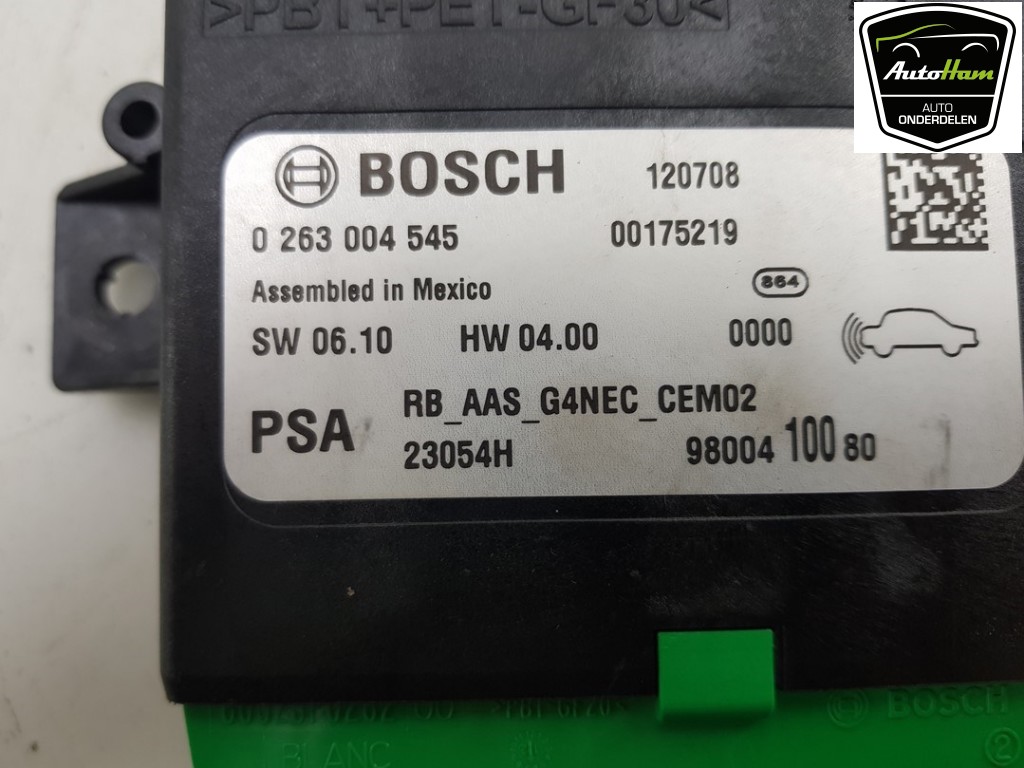 >PBT+PET-GF30<
AutoHam
AUTO
ONDERDELEN
BOSCH 120708
0 263 004 545 00175219
Assembled in Mexico 864
SW 06.10 HW 04.00 0000
PSA RB_AAS_G4NEC_CEM02
23054H 98004 100 80
BOSCH
BLANC
2